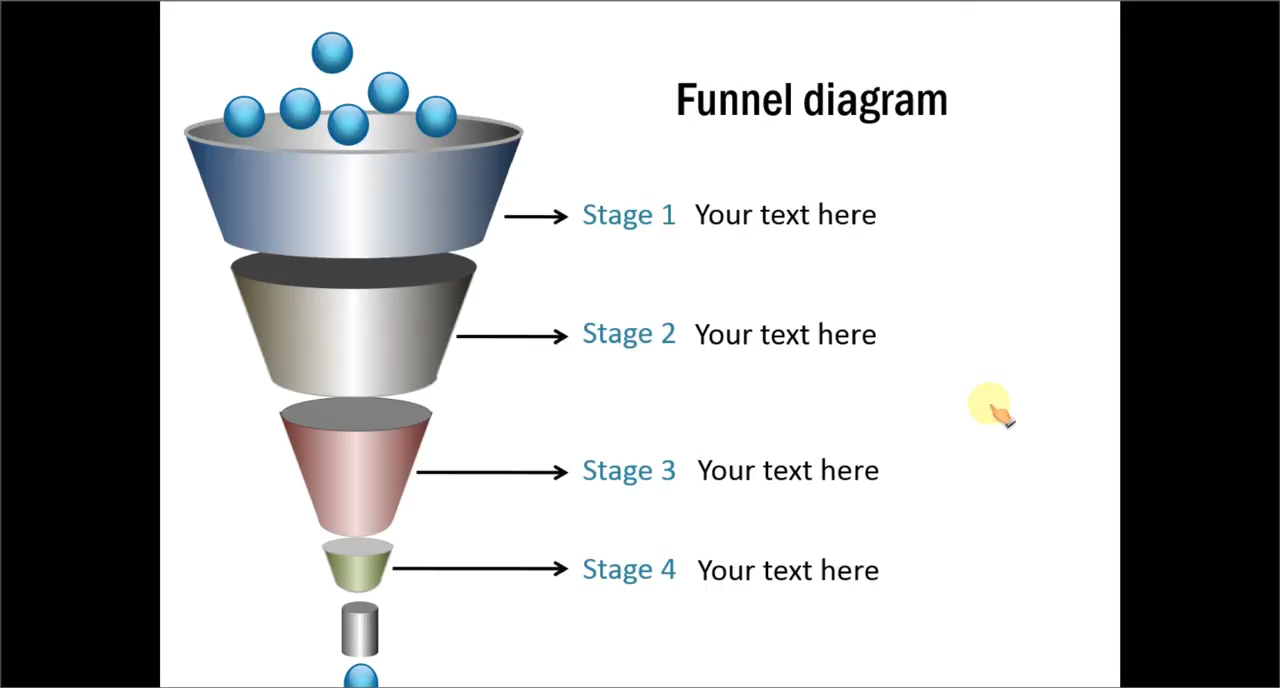 Funnel diagram
Stage 1 Your text here
Stage 2 Your text here
Stage 3 Your text here
Stage 4 Your text here